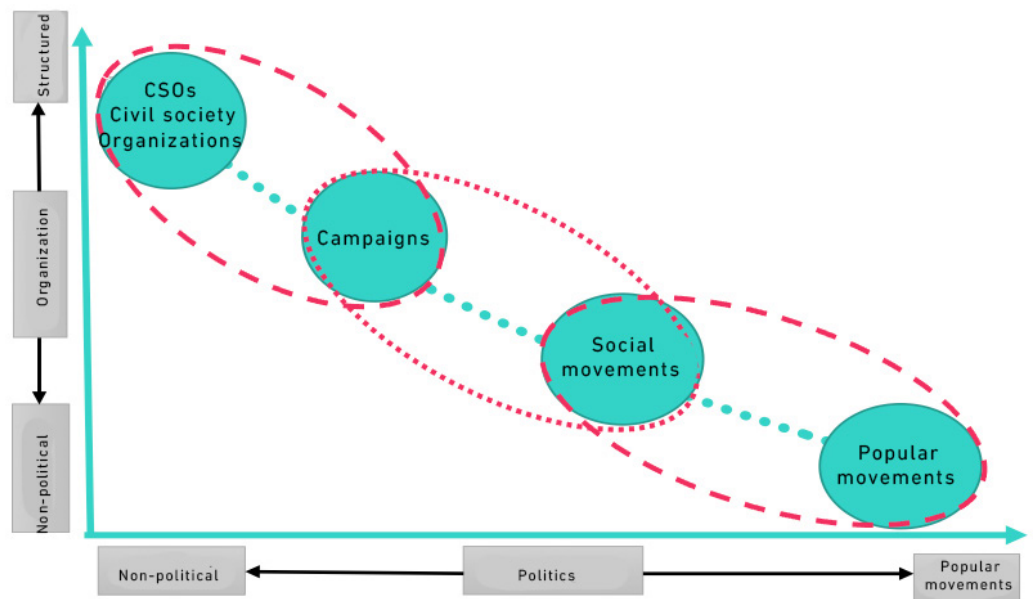 Structured
CSOs
Civil society
Organizations
Organization
Campaigns
Social
movements
Non-political
Popular
movements
Non-political
Politics
Popular
movements